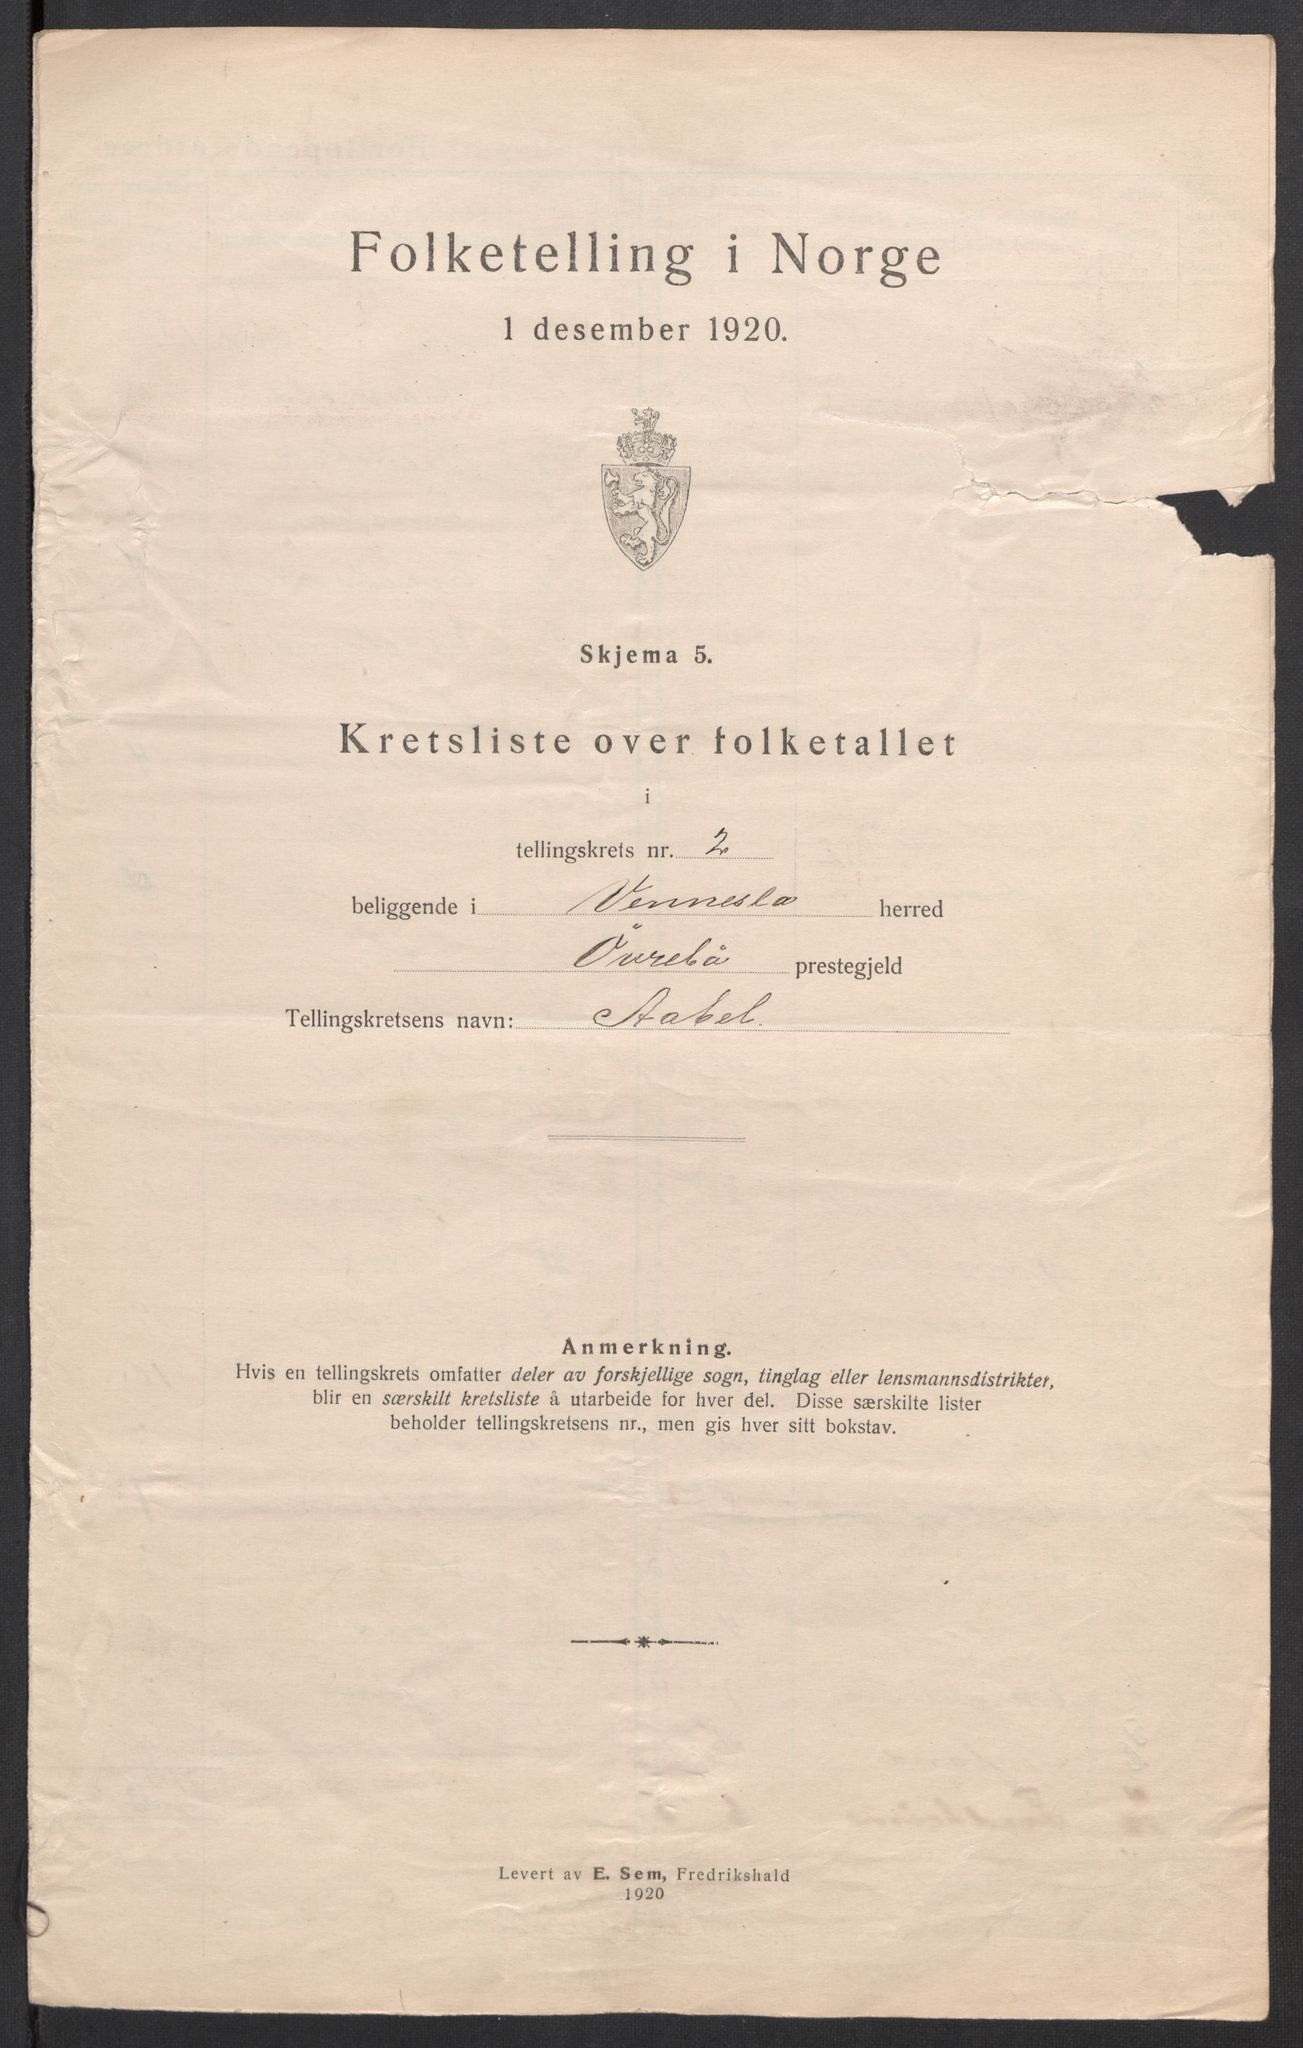 Folketelling i Norge
1 desember 1920.
Skjema 5.
Kretsliste over folketallet
i
tellingskrets nr. 2
beliggende i Vennesla herred
Övrebå prestegjeld
Tellingskretsens navn: Aabel.
Anmerkning.
Hvis en tellingskrets omfatter deler av forskjellige sogn, tinglag eller lensmannsdistrikter,
blir en særskilt kretsliste å utarbeide for hver del. Disse særskilte lister
beholder tellingskretsens nr., men gis hver sitt bokstav.
Levert av E. Sem, Fredrikshald
1920